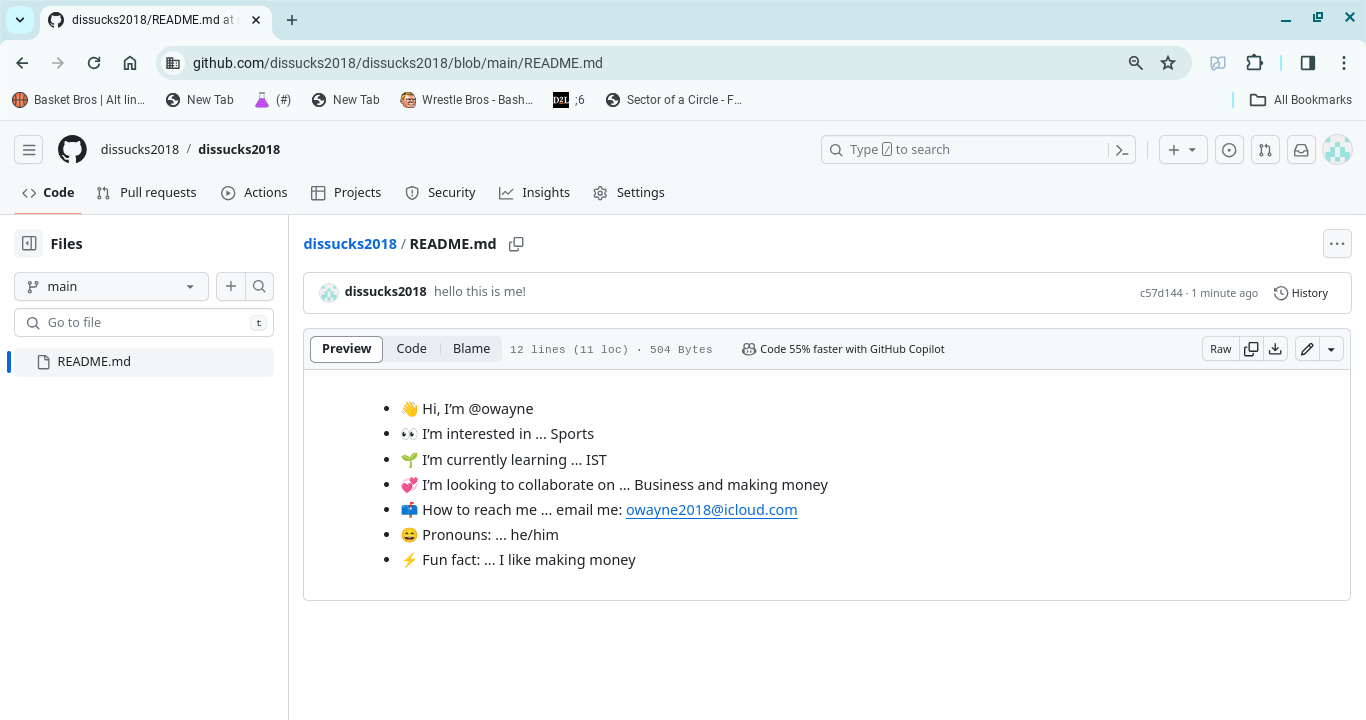 dissucks2018/README.md at
github.com/dissucks2018/dissucks2018/blob/main/README.md
Basket Bros | Alt lin... New Tab (#) New Tab Wrestle Bros - Bash... D2L ;6 Sector of a Circle - F... All Bookmarks
dissucks2018 / dissucks2018 Type / to search
Code Pull requests Actions Projects Security Insights Settings
Files
main
Go to file t
README.md
dissucks2018 / README.md
dissucks2018 hello this is me! c57d144 · 1 minute ago History
Preview Code Blame 12 lines (11 loc) · 504 Bytes Code 55% faster with GitHub Copilot Raw
• 👋 Hi, I’m @owayne
• 👀 I’m interested in ... Sports
• 🌱 I’m currently learning ... IST
• 💞️ I’m looking to collaborate on ... Business and making money
• 📫 How to reach me ... email me: owayne2018@icloud.com
• 😄 Pronouns: ... he/him
• ⚡ Fun fact: ... I like making money